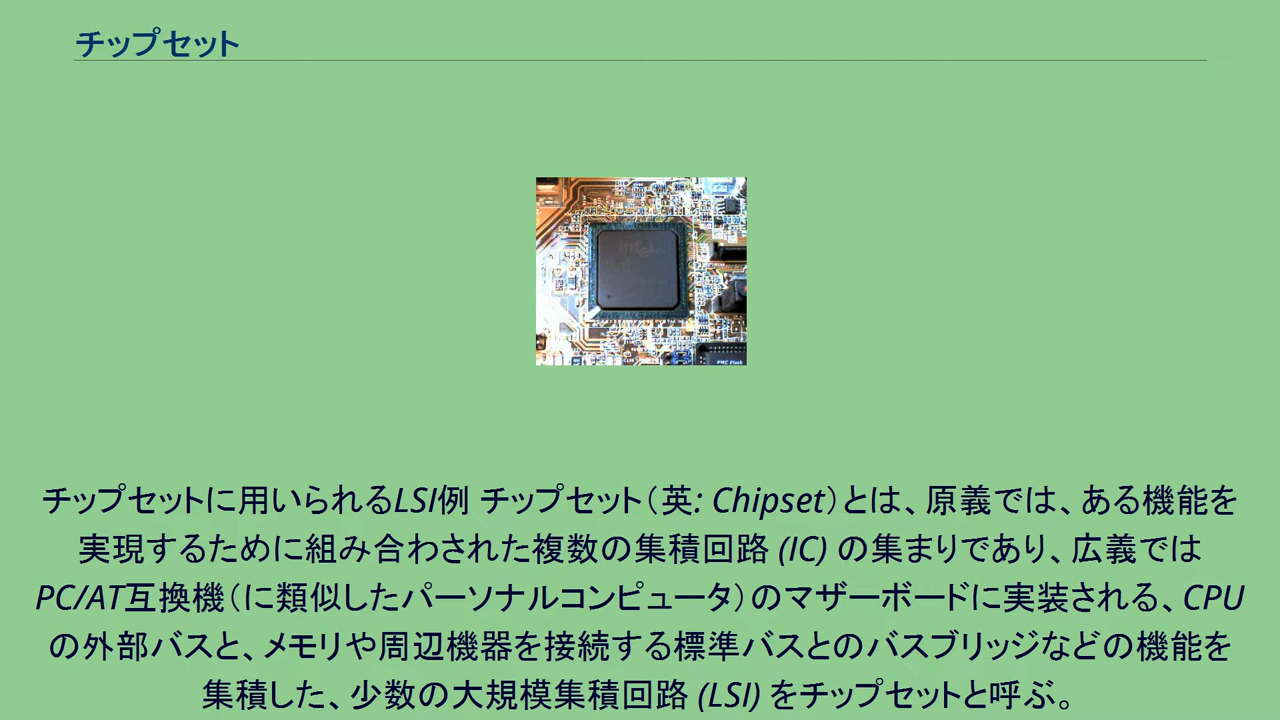 チップセット
intel
PMC Flash
チップセットに用いられるLSI例 チップセット（英: Chipset）とは、原義では、ある機能を
実現するために組み合わされた複数の集積回路 (IC) の集まりであり、広義では
PC/AT互換機（に類似したパーソナルコンピュータ）のマザーボードに実装される、CPU
の外部バスと、メモリや周辺機器を接続する標準バスとのバスブリッジなどの機能を
集積した、少数の大規模集積回路 (LSI) をチップセットと呼ぶ。